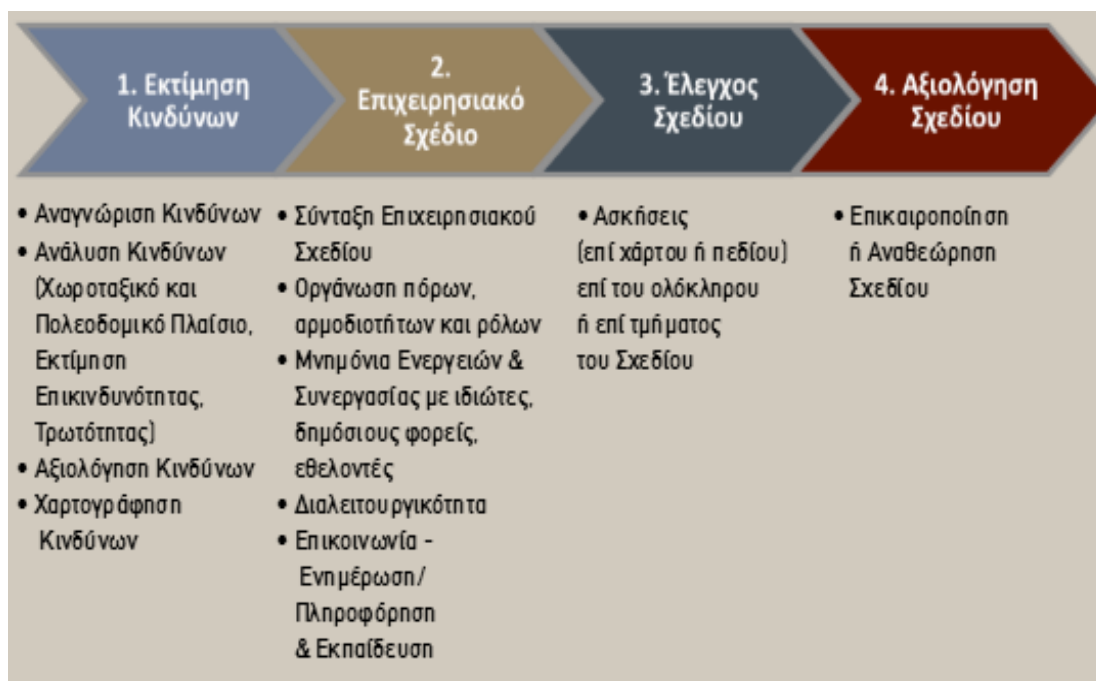 1. Εκτίμηση
Κινδύνων
2.
Επιχειρησιακό
Σχέδιο
3. Έλεγχος
Σχεδίου
4. Αξιολόγηση
Σχεδίου
• Αναγνώριση Κινδύνων
• Ανάλυση Κινδύνων
(Χωροταξικό και
Πολεοδομικό Πλαίσιο,
Εκτίμηση
Επικινδυνότητας,
Τρωτότητας)
• Αξιολόγηση Κινδύνων
• Χαρτογράφηση
Κινδύνων
• Σύνταξη Επιχειρησιακού
Σχεδίου
• Οργάνωση πόρων,
αρμοδιοτήτων και ρόλων
• Μνημόνια Ενεργειών &
Συνεργασίας με ιδιώτες,
δημόσιους φορείς,
εθελοντές
• Διαλειτουργικότητα
• Επικοινωνία -
Ενημέρωση/
Πληροφόρηση
& Εκπαίδευση
• Ασκήσεις
(επί χάρτου ή πεδίου)
επί του ολόκληρου
ή επί τμήματος
του Σχεδίου
• Επικαιροποίηση
ή Αναθεώρηση
Σχεδίου